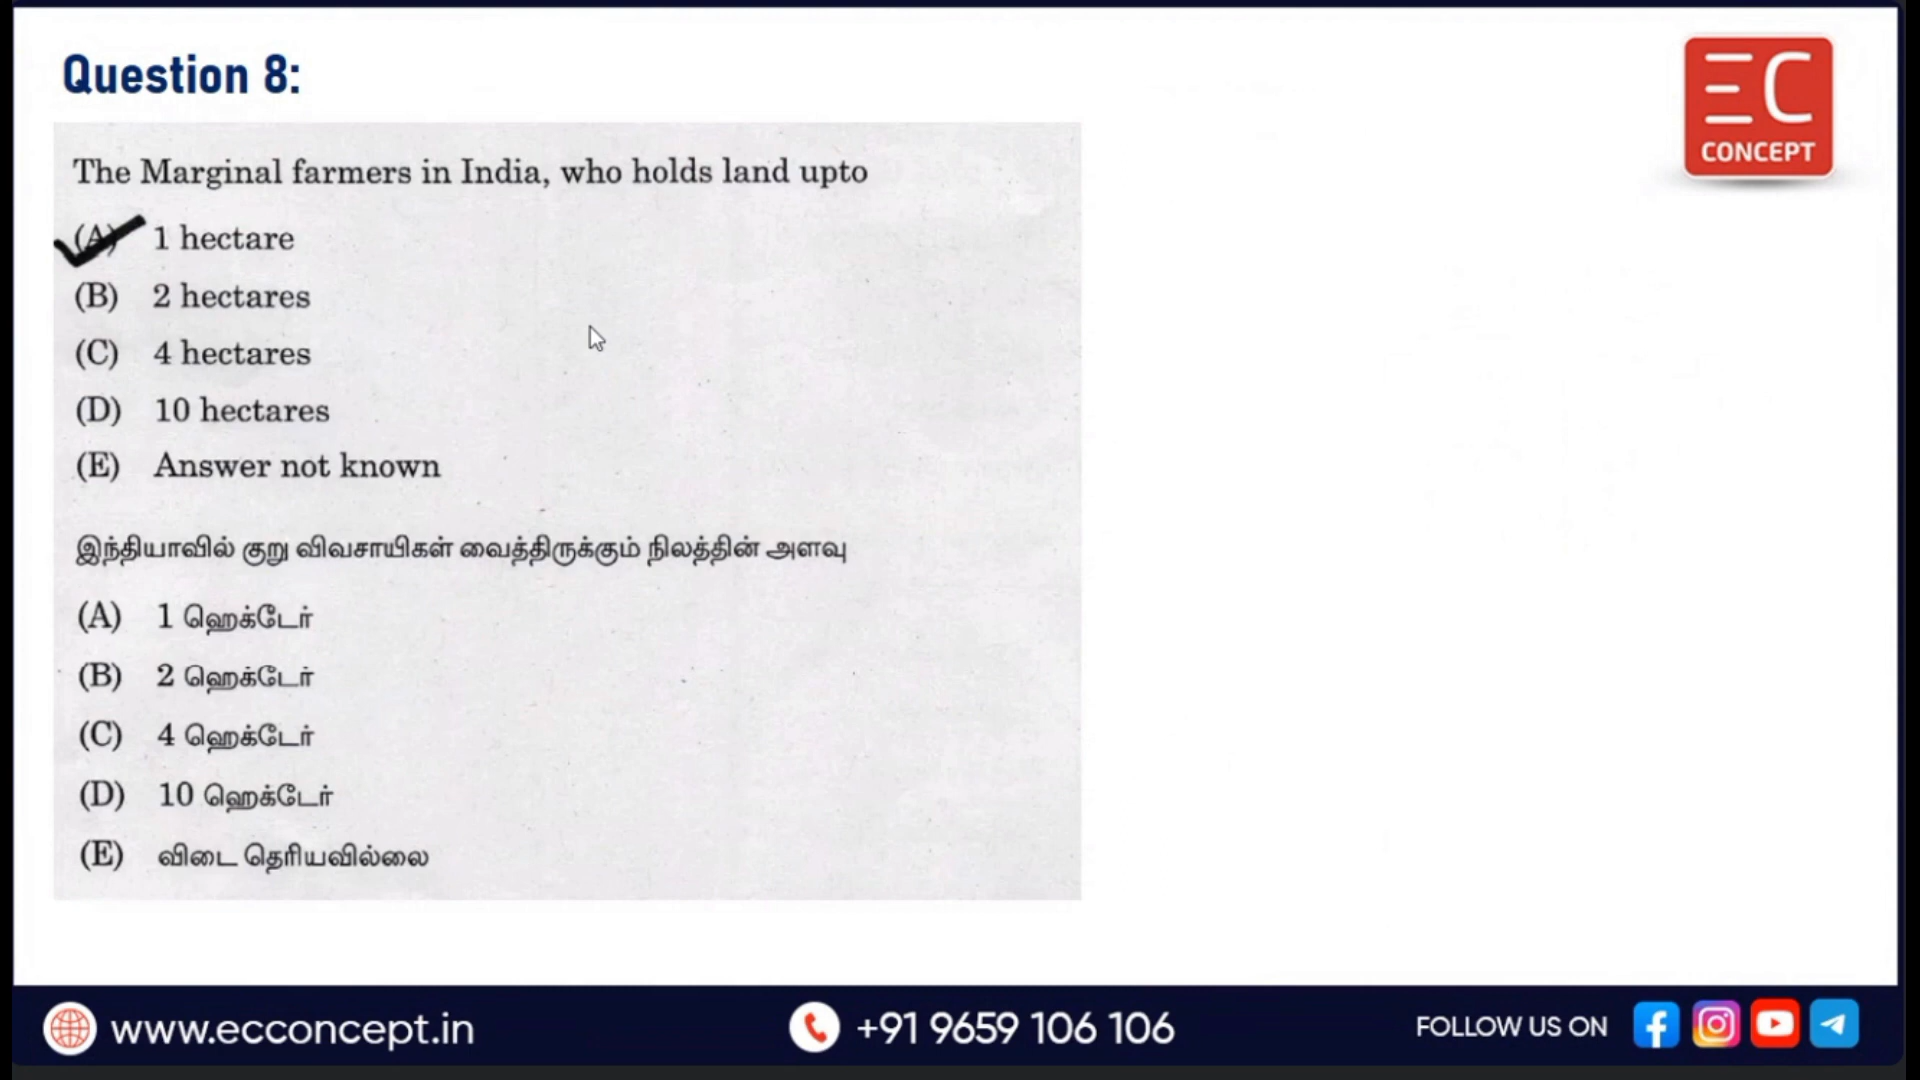 Question 8:
EC
CONCEPT
The Marginal farmers in India, who holds land upto
(A) 1 hectare
(B) 2 hectares
(C) 4 hectares
(D) 10 hectares
(E) Answer not known
இந்தியாவில் குறு விவசாயிகள் வைத்திருக்கும் நிலத்தின் அளவு
(A) 1 ஹெக்டேர்
(B) 2 ஹெக்டேர்
(C) 4 ஹெக்டேர்
(D) 10 ஹெக்டேர்
(E) விடை தெரியவில்லை
www.ecconcept.in
+91 9659 106 106
FOLLOW US ON